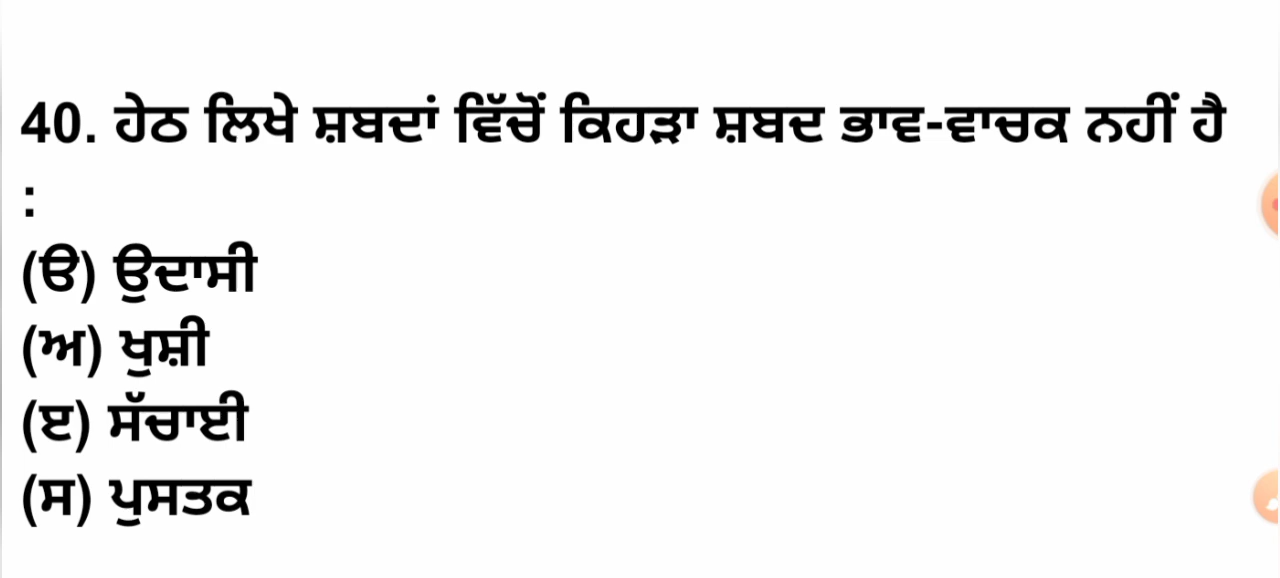 40. ਹੇਠ ਲਿਖੇ ਸ਼ਬਦਾਂ ਵਿੱਚੋਂ ਕਿਹੜਾ ਸ਼ਬਦ ਭਾਵ-ਵਾਚਕ ਨਹੀਂ ਹੈ
:
(ੳ) ਉਦਾਸੀ
(ਅ) ਖੁਸ਼ੀ
(ੲ) ਸੱਚਾਈ
(ਸ) ਪੁਸਤਕ